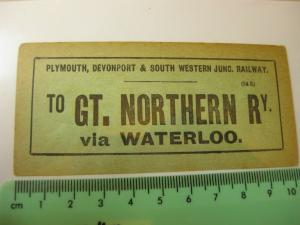 PLYMOUTH, DEVONPORT & SOUTH WESTERN JUNC. RAILWAY.
TO GT. NORTHERN RY.
via WATERLOO.
0 1 2 3 4 5 6 7 8 9 10
cm